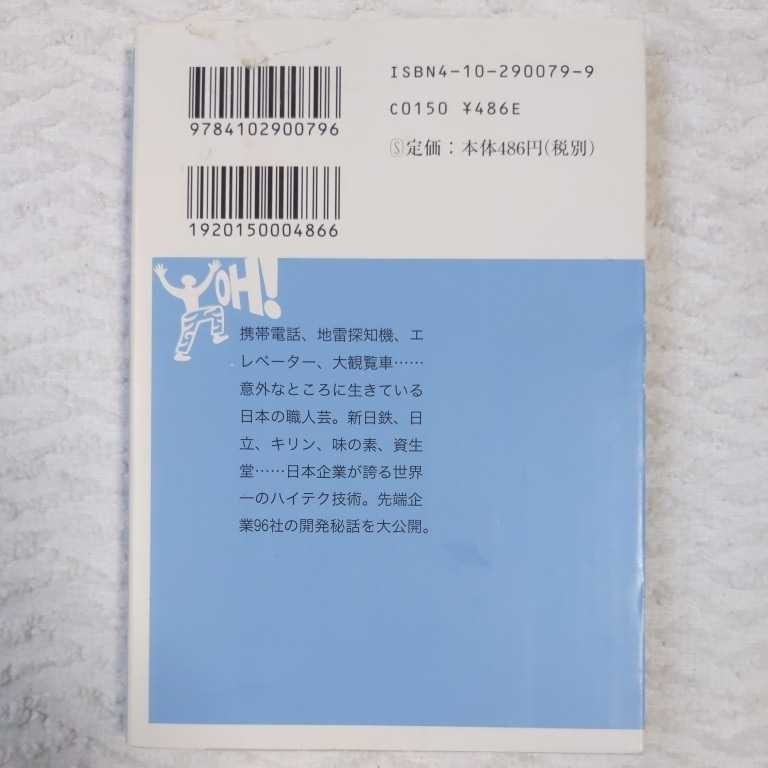 ISBN4-10-290079-9
9784102900796
C0150 ¥486E
Ⓢ定価：本体486円(税別)
1920150004866
OH!
携帯電話、地雷探知機、エ
レベーター、大観覧車……
意外なところに生きている
日本の職人芸。新日鉄、日
立、キリン、味の素、資生
堂……日本企業が誇る世界
一のハイテク技術。先端企
業96社の開発秘話を大公開。